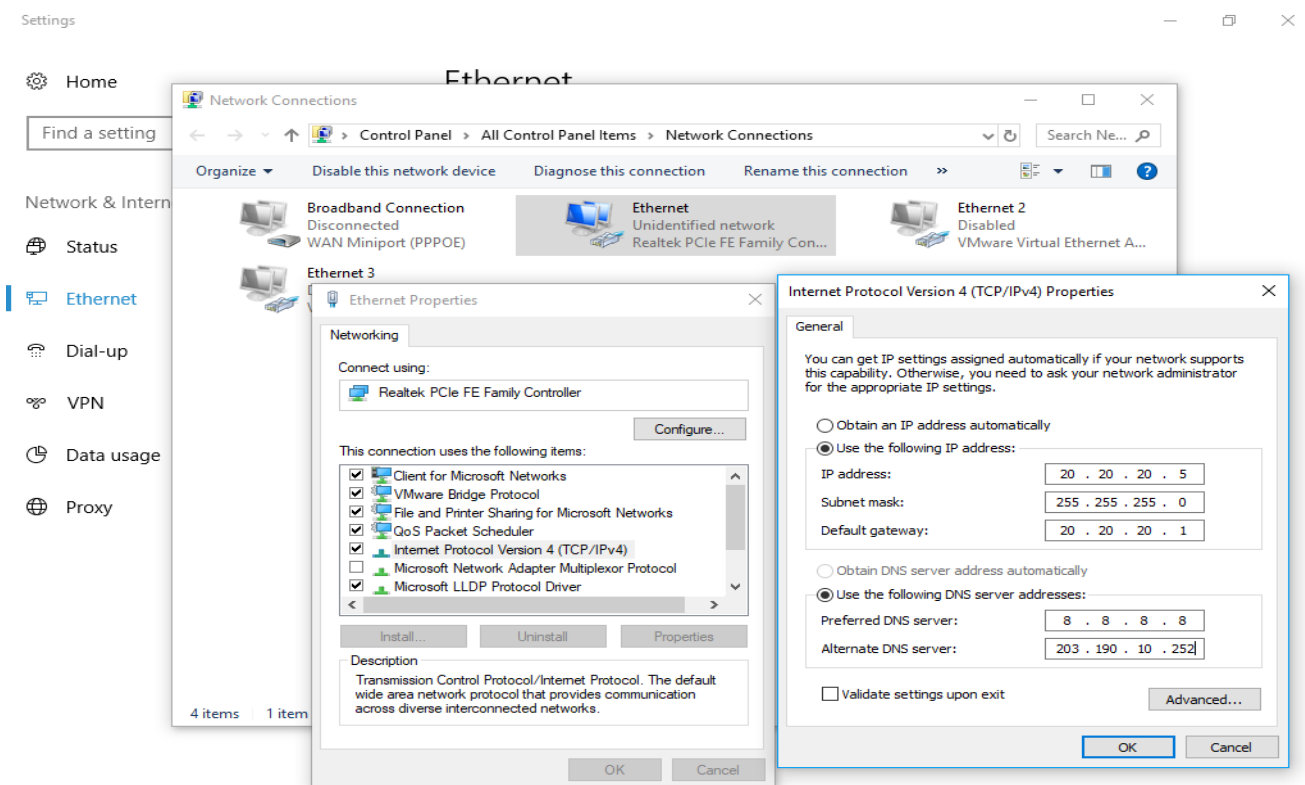 Settings
Home
Ethernet
Find a setting
Network & Intern
Status
Ethernet
Dial-up
VPN
Data usage
Proxy
Network Connections
Control Panel > All Control Panel Items > Network Connections
Search Ne...
Organize
Disable this network device
Diagnose this connection
Rename this connection
»
Broadband Connection
Disconnected
WAN Miniport (PPPOE)
Ethernet
Unidentified network
Realtek PCIe FE Family Con...
Ethernet 2
Disabled
VMware Virtual Ethernet A...
Ethernet 3
4 items
1 item
Ethernet Properties
Networking
Connect using:
Realtek PCIe FE Family Controller
Configure...
This connection uses the following items:
Client for Microsoft Networks
VMware Bridge Protocol
File and Printer Sharing for Microsoft Networks
QoS Packet Scheduler
Internet Protocol Version 4 (TCP/IPv4)
Microsoft Network Adapter Multiplexor Protocol
Microsoft LLDP Protocol Driver
Install...
Uninstall
Properties
Description
Transmission Control Protocol/Internet Protocol. The default
wide area network protocol that provides communication
across diverse interconnected networks.
OK
Cancel
Internet Protocol Version 4 (TCP/IPv4) Properties
General
You can get IP settings assigned automatically if your network supports
this capability. Otherwise, you need to ask your network administrator
for the appropriate IP settings.
Obtain an IP address automatically
Use the following IP address:
IP address: 20 . 20 . 20 . 5
Subnet mask: 255 . 255 . 255 . 0
Default gateway: 20 . 20 . 20 . 1
Obtain DNS server address automatically
Use the following DNS server addresses:
Preferred DNS server: 8 . 8 . 8 . 8
Alternate DNS server: 203 . 190 . 10 . 252
Validate settings upon exit
Advanced...
OK
Cancel